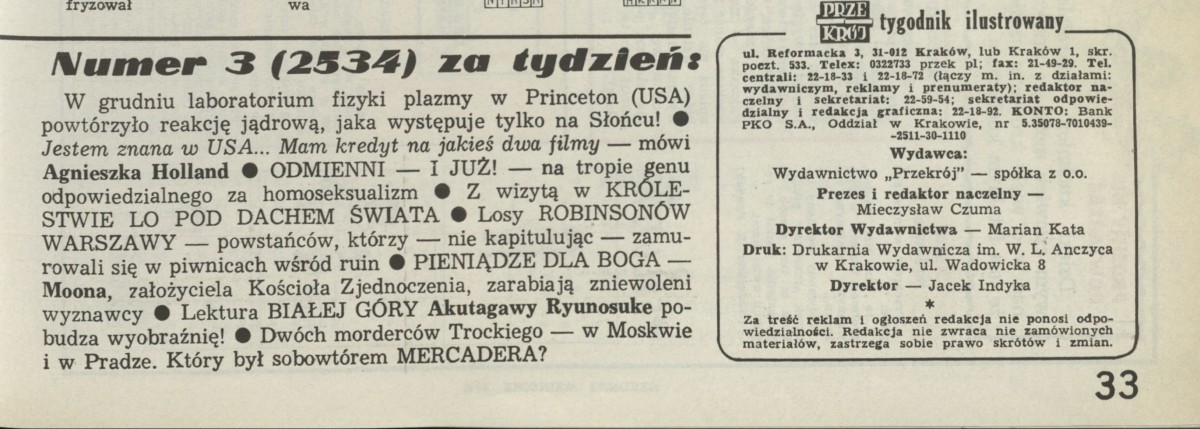 fryzował
wa
Numer 3 (2534) za tydzień:
W grudniu laboratorium fizyki plazmy w Princeton (USA)
powtórzyło reakcję jądrową, jaka występuje tylko na Słońcu! ●
Jestem znana w USA... Mam kredyt na jakieś dwa filmy — mówi
Agnieszka Holland ● ODMIENNI — I JUŻ! — na tropie genu
odpowiedzialnego za homoseksualizm ● Z wizytą w KRÓLE-
STWIE LO POD DACHEM ŚWIATA ● Losy ROBINSONÓW
WARSZAWY — powstańców, którzy — nie kapitulując — zamu-
rowali się w piwnicach wśród ruin ● PIENIĄDZE DLA BOGA —
Moona, założyciela Kościoła Zjednoczenia, zarabiają zniewoleni
wyznawcy ● Lektura BIAŁEJ GÓRY Akutagawy Ryunosuke po-
budza wyobraźnię! ● Dwóch morderców Trockiego — w Moskwie
i w Pradze. Który był sobowtórem MERCADERA?
PRZE
KRÓJ
tygodnik ilustrowany
ul. Reformacka 3, 31-012 Kraków, lub Kraków 1, skr.
poczt. 533. Telex: 0322733 przek pl; fax: 21-49-29. Tel.
centrali: 22-18-33 i 22-18-72 (łączy m. in. z działami:
wydawniczym, reklamy i prenumeraty); redaktor na-
czelny i sekretariat: 22-59-54; sekretariat odpowie-
dzialny i redakcja graficzna: 22-18-92. KONTO: Bank
PKO S.A., Oddział w Krakowie, nr 5.35078-7010439-
-2511-30-1110
Wydawca:
Wydawnictwo „Przekrój” — spółka z o.o.
Prezes i redaktor naczelny —
Mieczysław Czuma
Dyrektor Wydawnictwa — Marian Kata
Druk: Drukarnia Wydawnicza im. W. L. Anczyca
w Krakowie, ul. Wadowicka 8
Dyrektor — Jacek Indyka
*
Za treść reklam i ogłoszeń redakcja nie ponosi odpo-
wiedzialności. Redakcja nie zwraca nie zamówionych
materiałów, zastrzega sobie prawo skrótów i zmian.
33